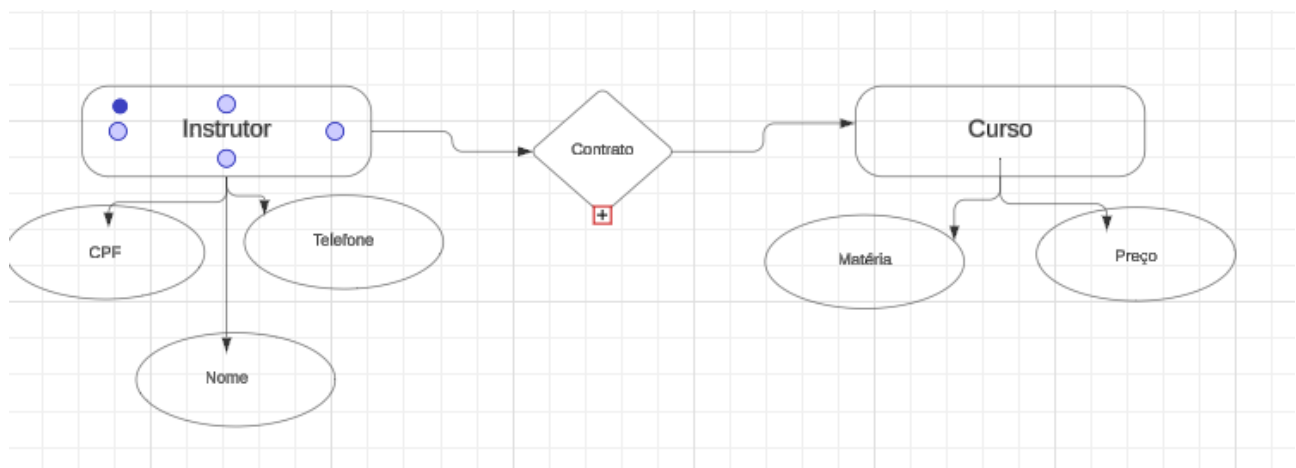 Instrutor
Contrato
Curso
CPF
Telefone
Matéria
Preço
Nome